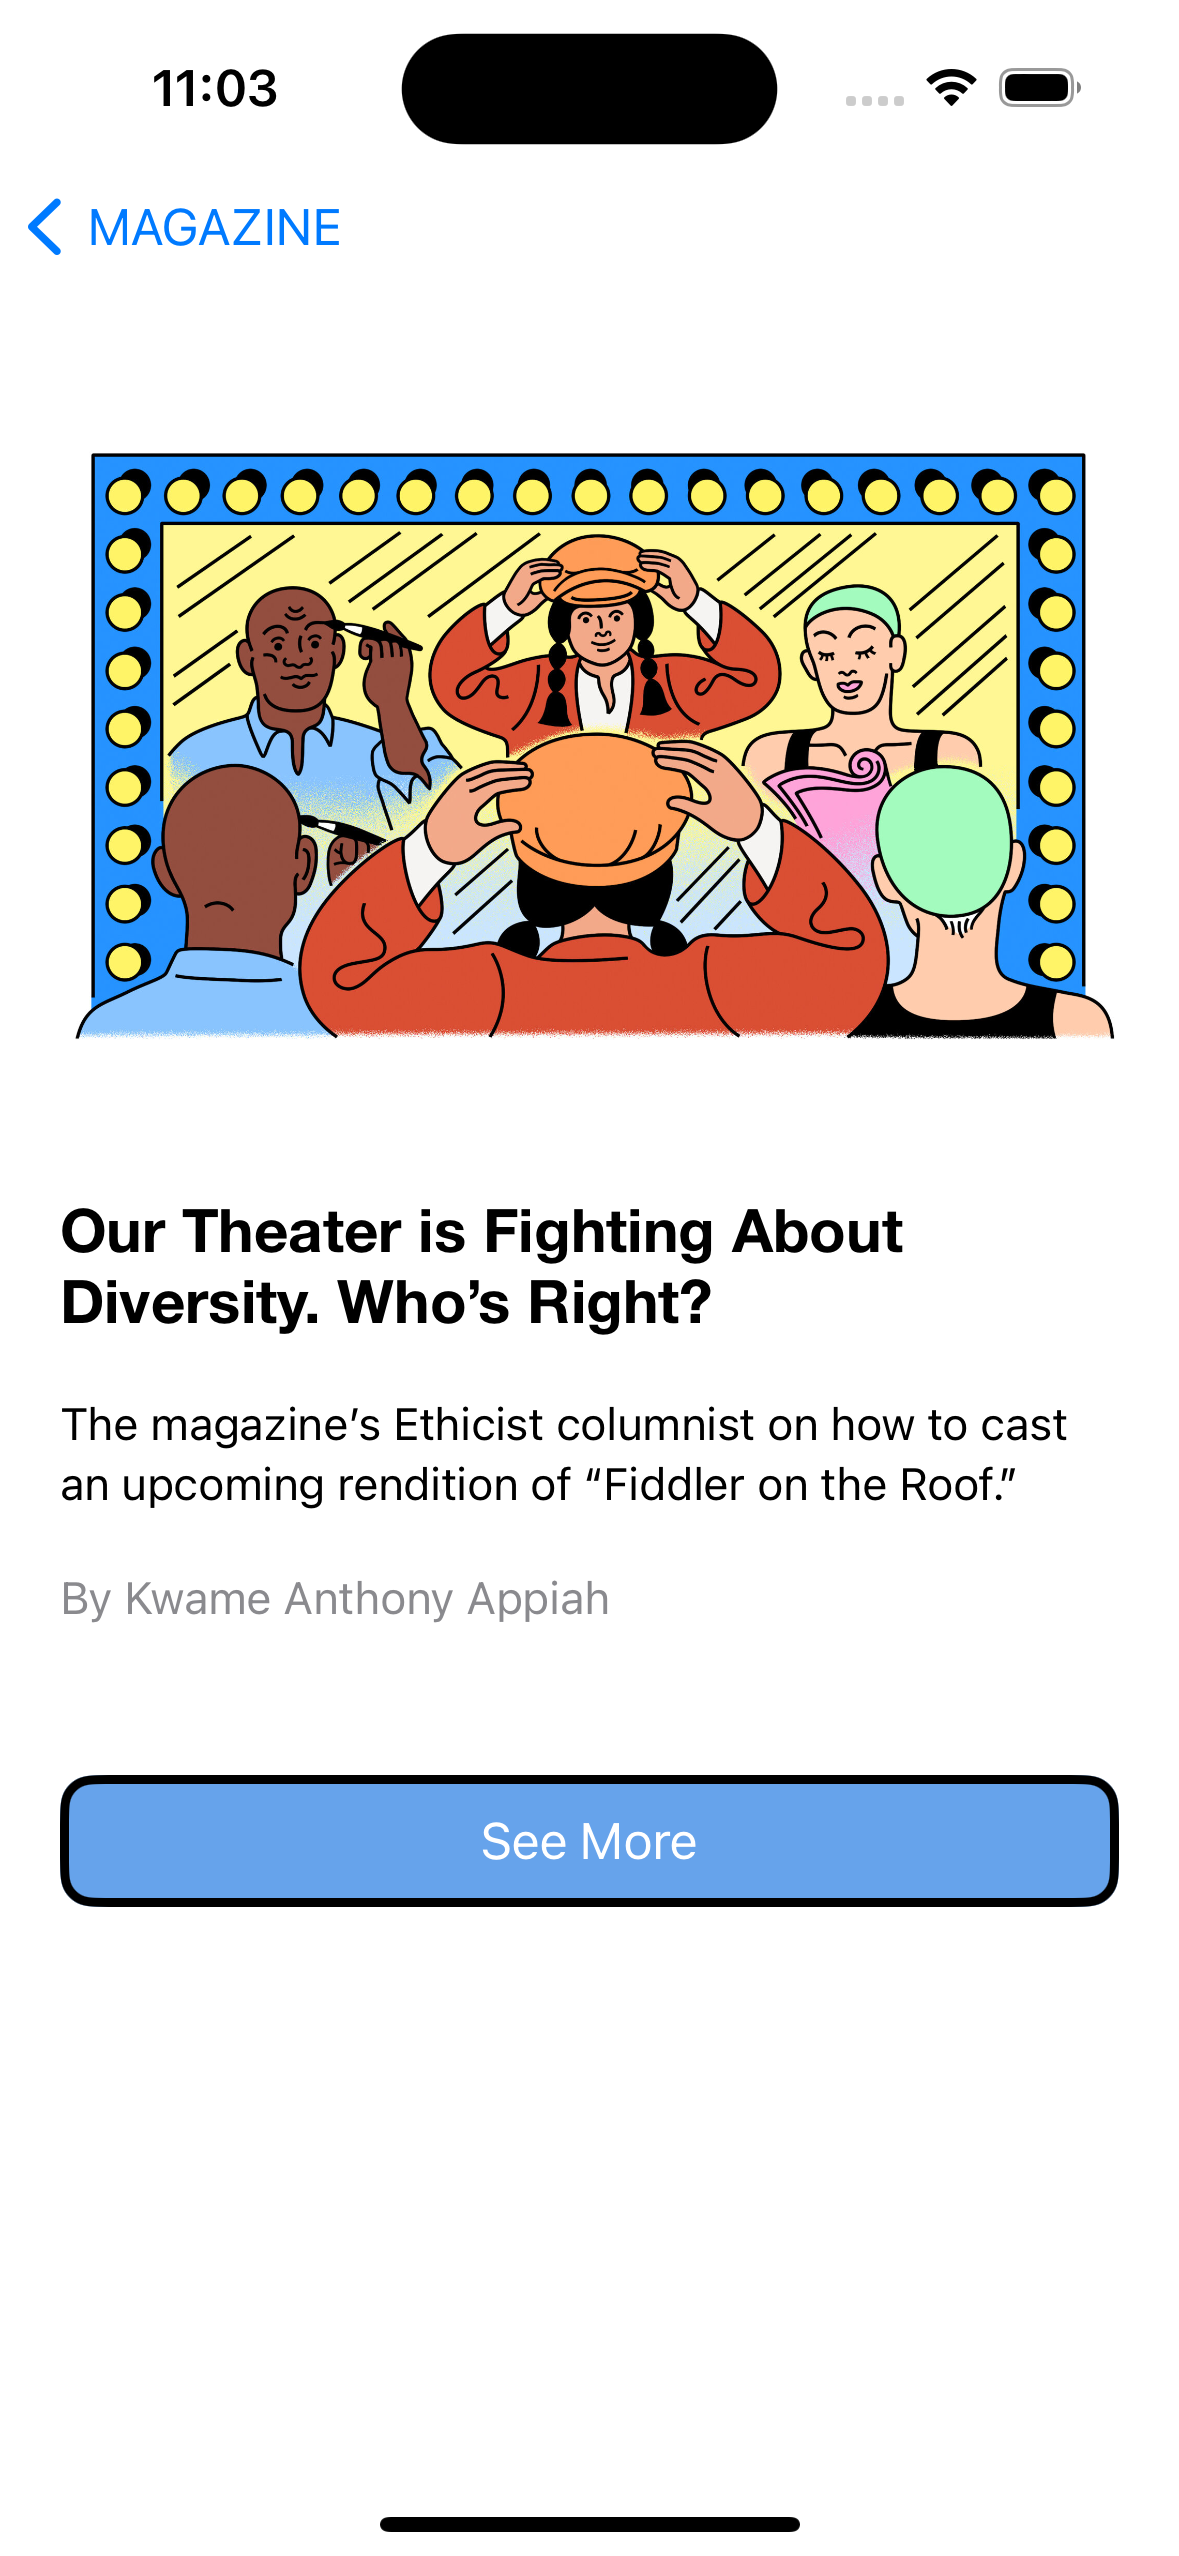 11:03
MAGAZINE
Our Theater is Fighting About
Diversity. Who’s Right?
The magazine’s Ethicist columnist on how to cast
an upcoming rendition of “Fiddler on the Roof.”
By Kwame Anthony Appiah
See More